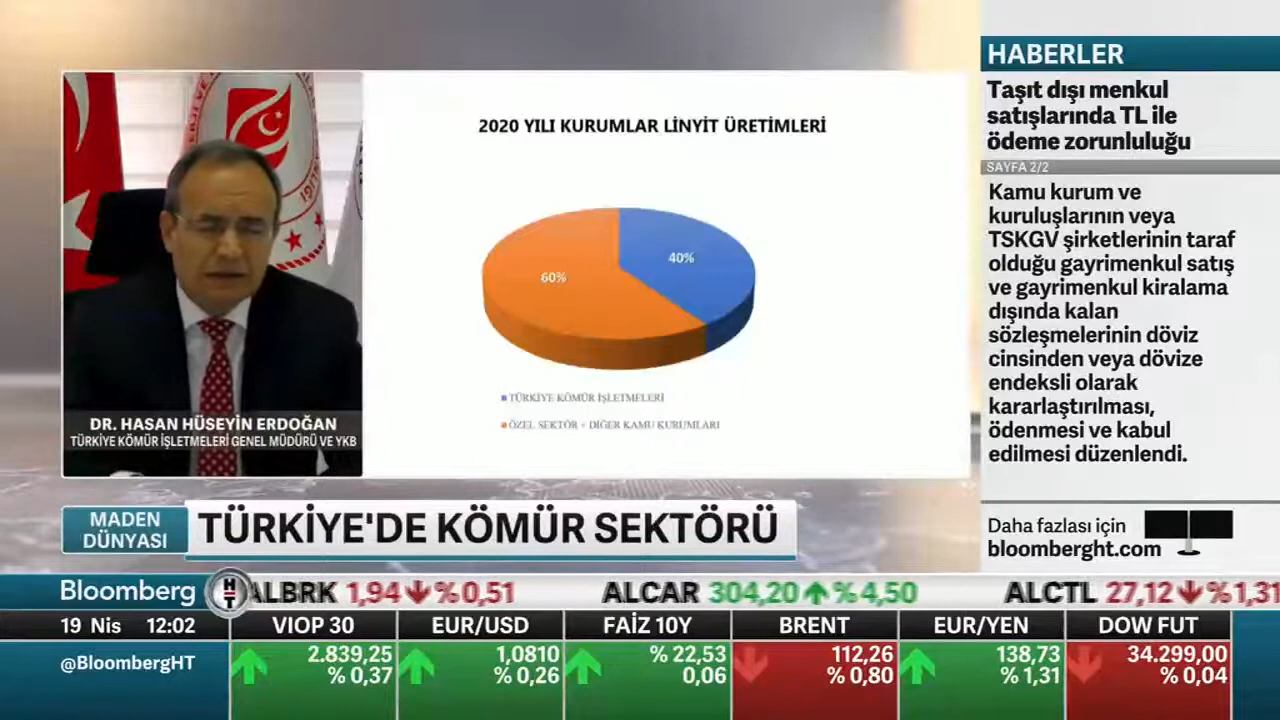 HABERLER
Taşıt dışı menkul
satışlarında TL ile
ödeme zorunluluğu
SAYFA 2/2
Kamu kurum ve
kuruluşlarının veya
TSKGV şirketlerinin taraf
olduğu gayrimenkul satış
ve gayrimenkul kiralama
dışında kalan
sözleşmelerinin döviz
cinsinden veya dövize
endeksli olarak
kararlaştırılması,
ödenmesi ve kabul
edilmesi düzenlendi.
Daha fazlası için
bloomberght.com
2020 YILI KURUMLAR LİNYİT ÜRETİMLERİ
40%
60%
TÜRKİYE KÖMÜR İŞLETMELERİ
ÖZEL SEKTÖR + DİĞER KAMU KURUMLARI
DR. HASAN HÜSEYİN ERDOĞAN
TÜRKİYE KÖMÜR İŞLETMELERİ GENEL MÜDÜRÜ VE YKB
MADEN
DÜNYASI
TÜRKİYE'DE KÖMÜR SEKTÖRÜ
Bloomberg HT
ALBRK 1,94 %0,51 ALCAR 304,20 %4,50 ALCTL 27,12 %1,31
19 Nis 12:02
@BloombergHT
VIOP 30
2.839,25
% 0,37
EUR/USD
1,0810
% 0,26
FAİZ 10Y
% 22,53
0,06
BRENT
112,26
% 0,80
EUR/YEN
138,73
% 1,31
DOW FUT
34.299,00
% 0,04